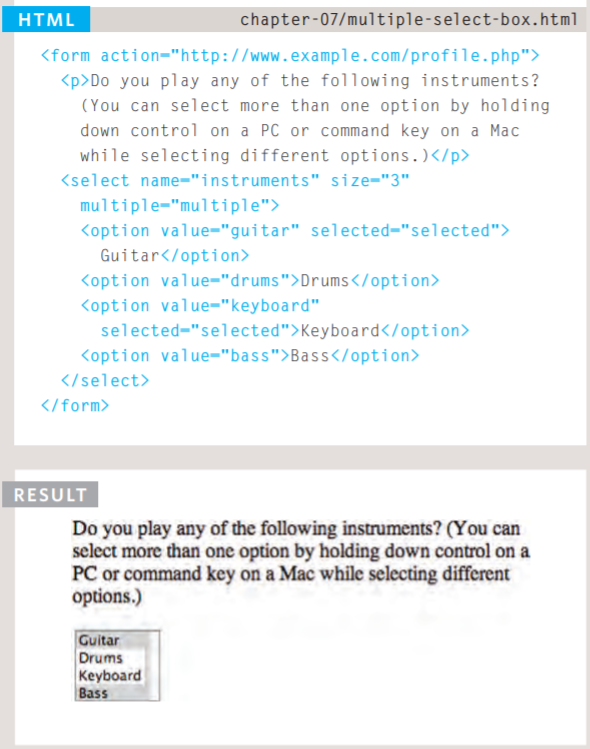 HTML chapter-07/multiple-select-box.html
<form action="http://www.example.com/profile.php">
<p>Do you play any of the following instruments?
(You can select more than one option by holding
down control on a PC or command key on a Mac
while selecting different options.)</p>
<select name="instruments" size="3"
multiple="multiple">
<option value="guitar" selected="selected">
Guitar</option>
<option value="drums">Drums</option>
<option value="keyboard"
selected="selected">Keyboard</option>
<option value="bass">Bass</option>
</select>
</form>
RESULT
Do you play any of the following instruments? (You can
select more than one option by holding down control on a
PC or command key on a Mac while selecting different
options.)
Guitar
Drums
Keyboard
Bass